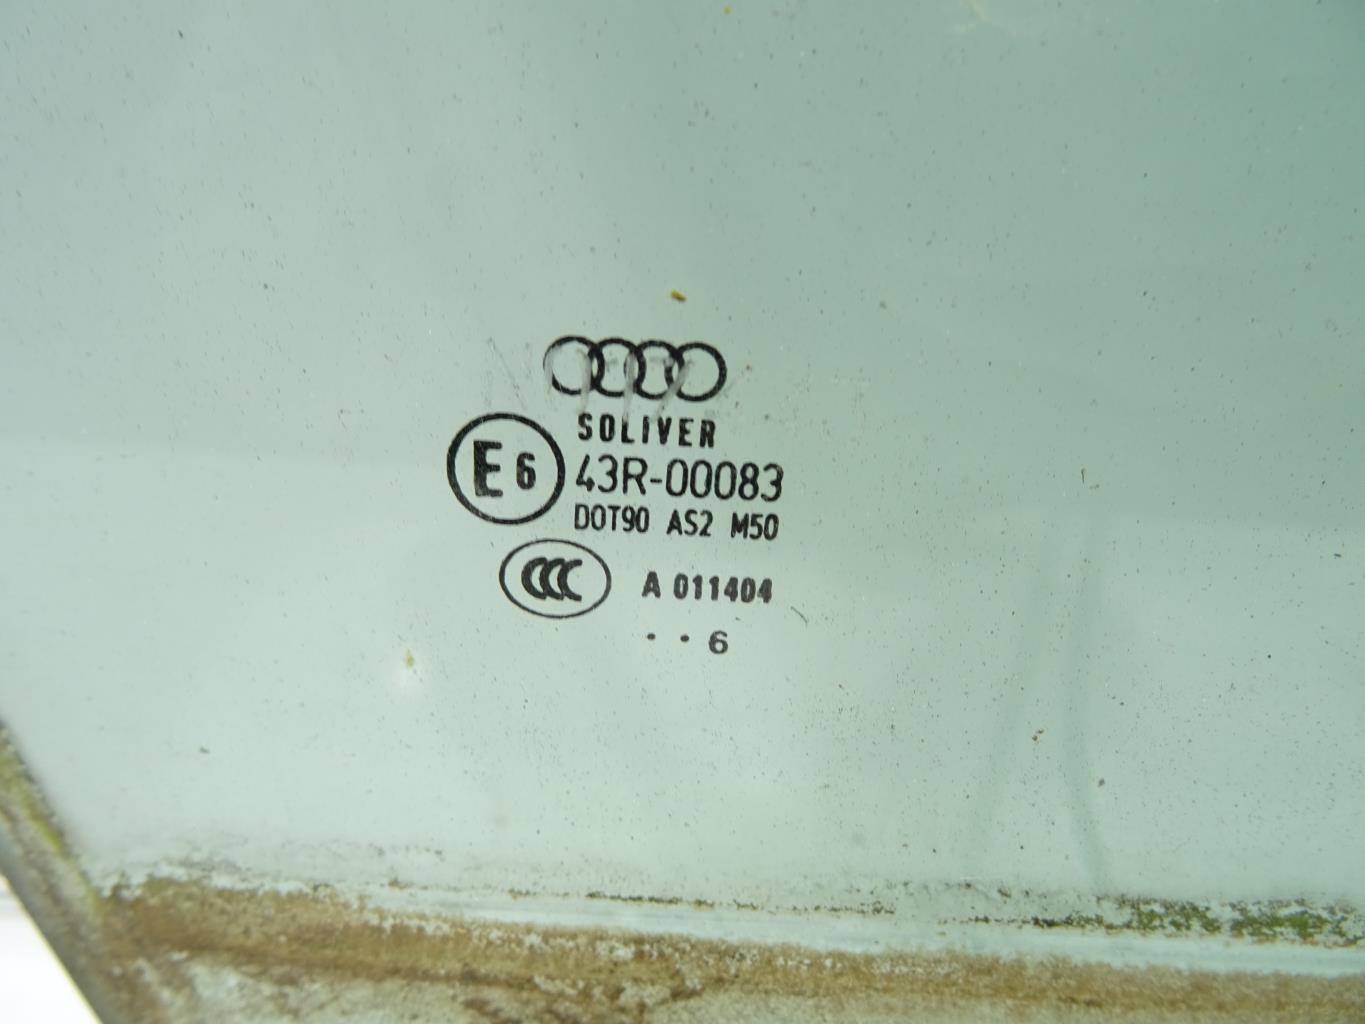 SOLIVER
E6 43R-00083
DOT90 AS2 M50
CCC A 011404
. . 6